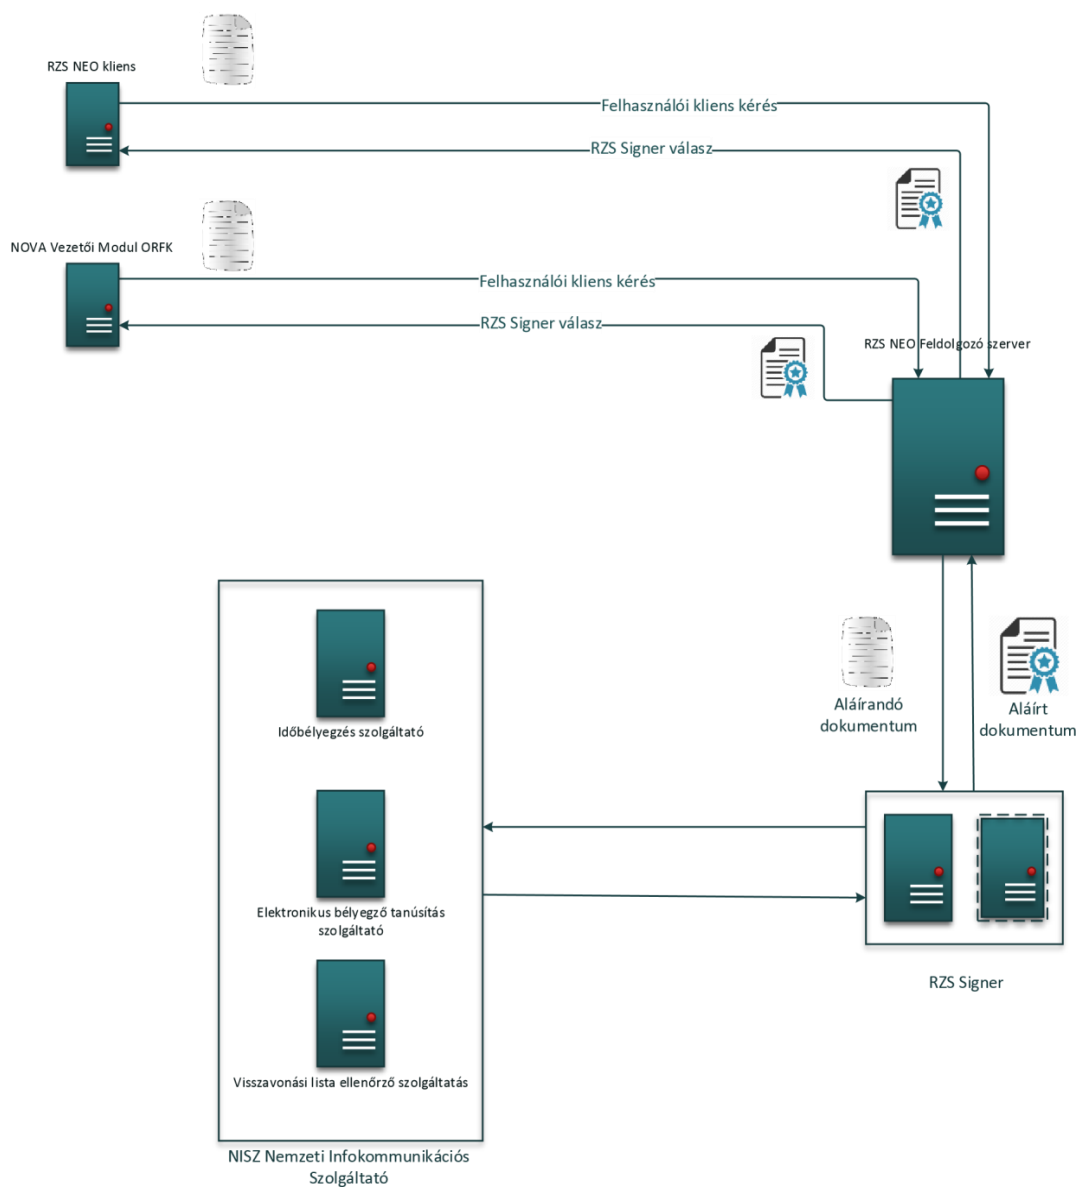 RZS NEO kliens
Felhasználói kliens kérés
RZS Signer válasz
NOVA Vezetői Modul ORFK
Felhasználói kliens kérés
RZS Signer válasz
RZS NEO Feldolgozó szerver
Aláírandó
dokumentum
Aláírt
dokumentum
Időbélyegzés szolgáltató
Elektronikus bélyegző tanúsítás
szolgáltató
Visszavonási lista ellenőrző szolgáltatás
RZS Signer
NISZ Nemzeti Infokommunikációs
Szolgáltató